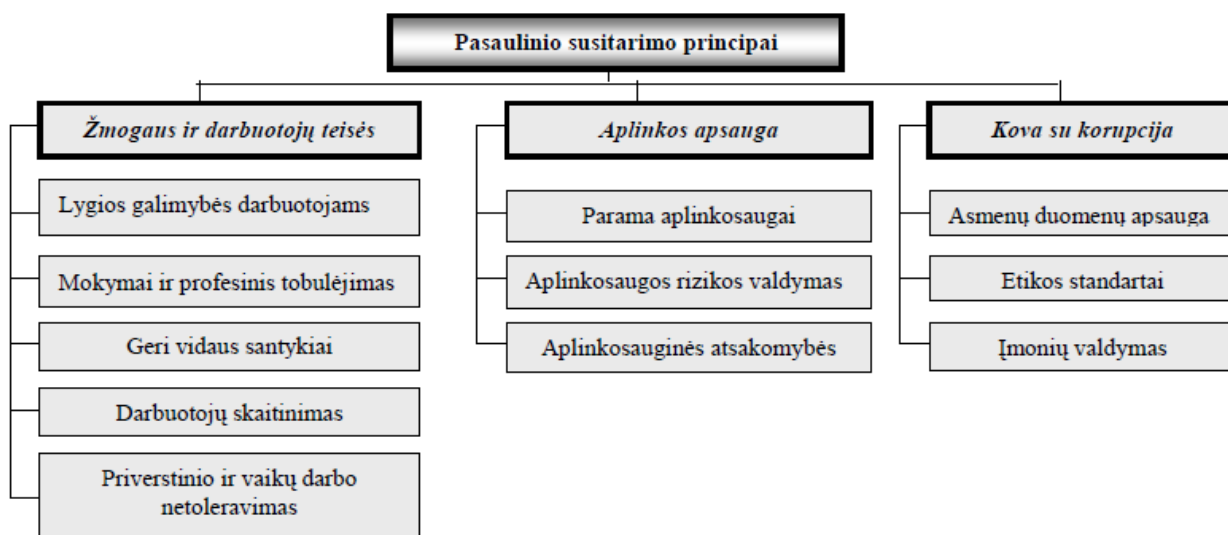 Pasaulinio susitarimo principai
Žmogaus ir darbuotojų teisės
Lygios galimybės darbuotojams
Mokymai ir profesinis tobulėjimas
Geri vidaus santykiai
Darbuotojų skaitinimas
Priverstinio ir vaikų darbo
netoleravimas
Aplinkos apsauga
Parama aplinkosaugai
Aplinkosaugos rizikos valdymas
Aplinkosauginės atsakomybės
Kova su korupcija
Asmenų duomenų apsauga
Etikos standartai
Įmonių valdymas